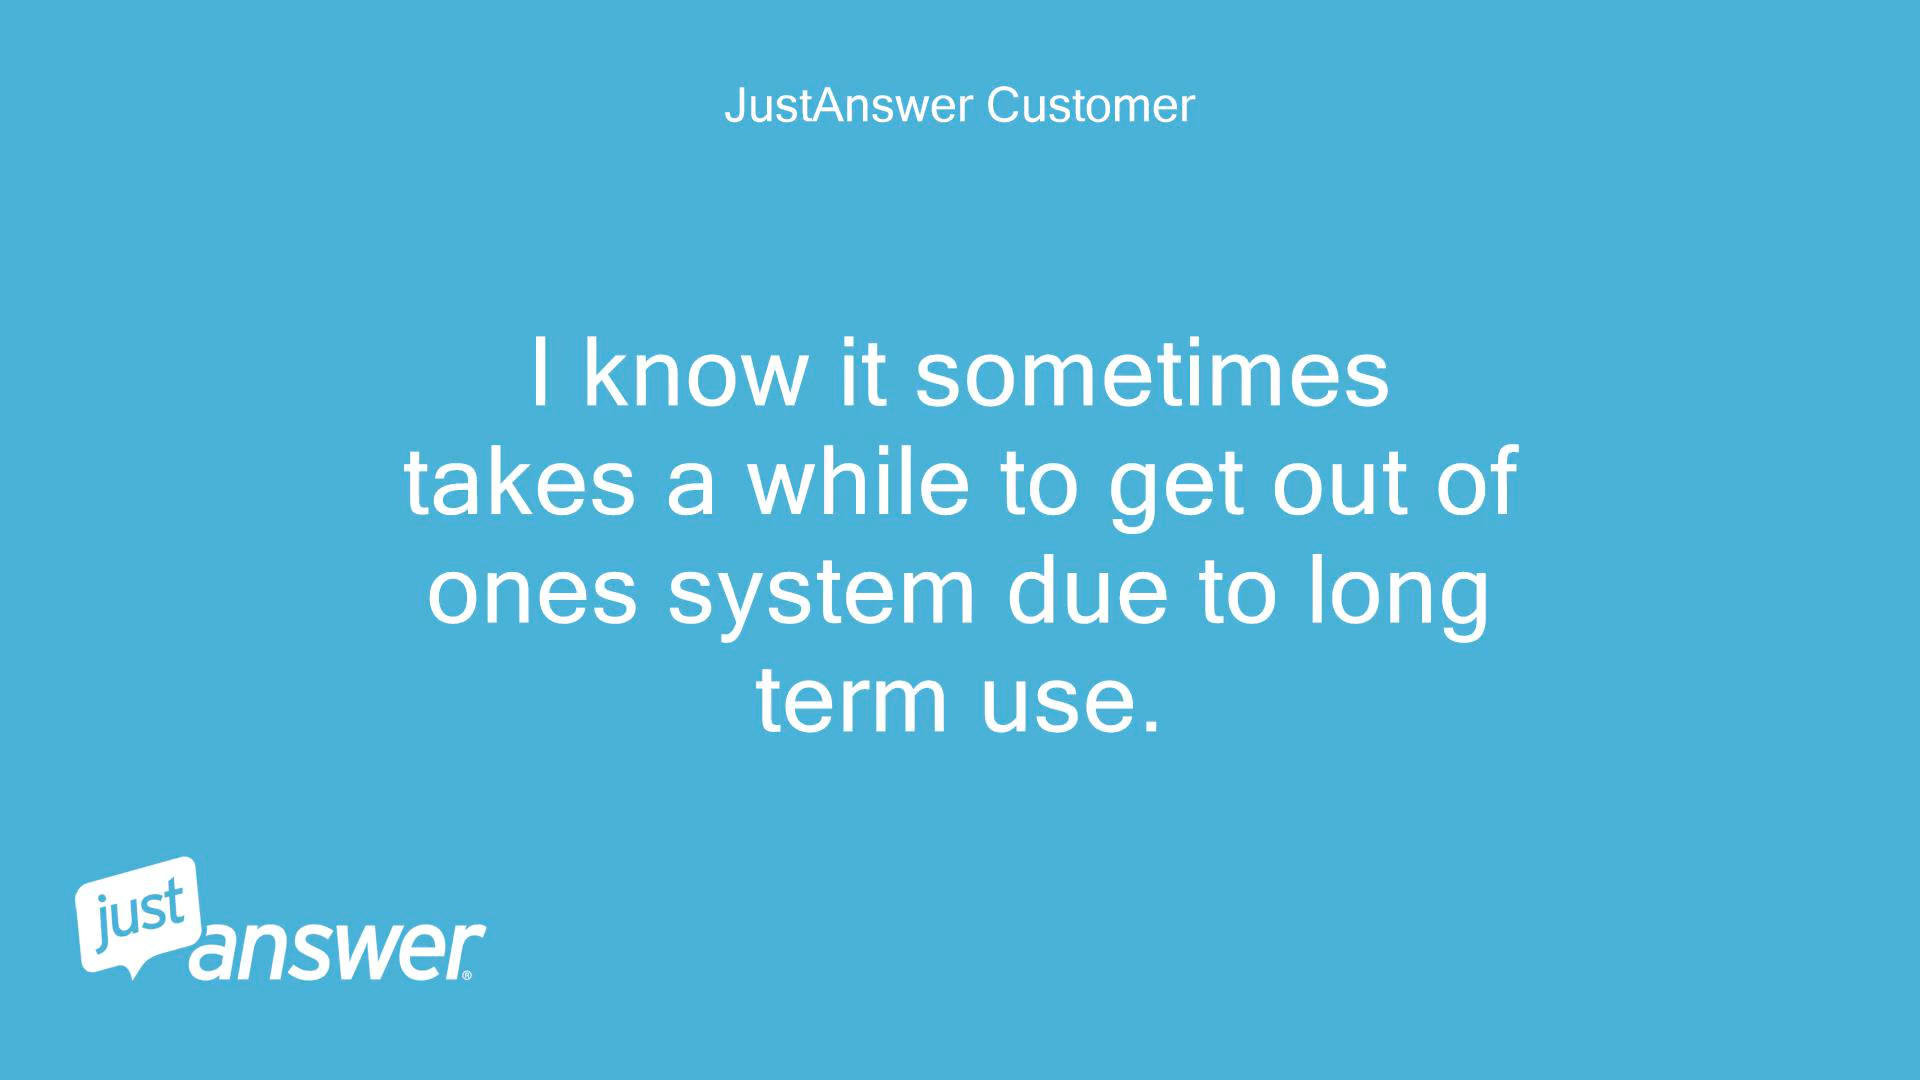 JustAnswer Customer
I know it sometimes
takes a while to get out of
ones system due to long
term use.
just
answer®